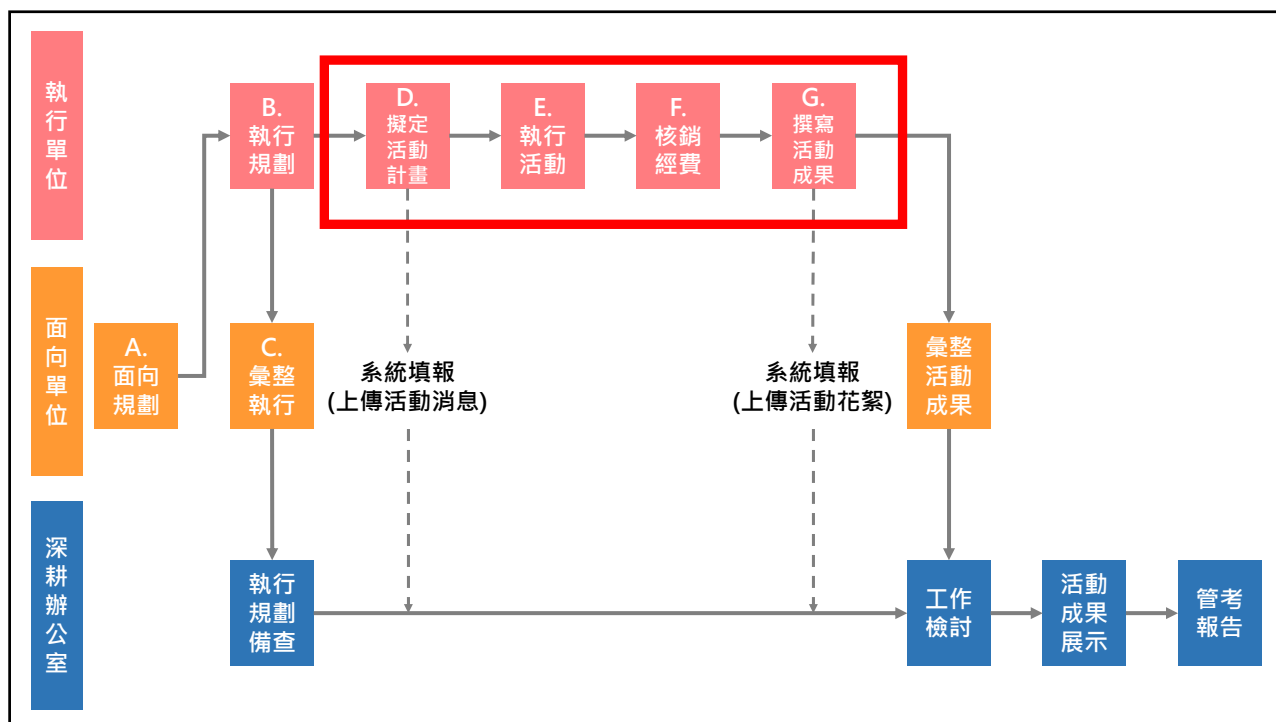 執
行
單
位
B.
執行
規劃
D.
擬定
活動
計畫
E.
執行
活動
F.
核銷
經費
G.
撰寫
活動
成果
面
向
單
位
A.
面向
規劃
C.
彙整
執行
系統填報
(上傳活動消息)
系統填報
(上傳活動花絮)
彙整
活動
成果
深
耕
辦
公
室
執行
規劃
備查
工作
檢討
活動
成果
展示
管考
報告